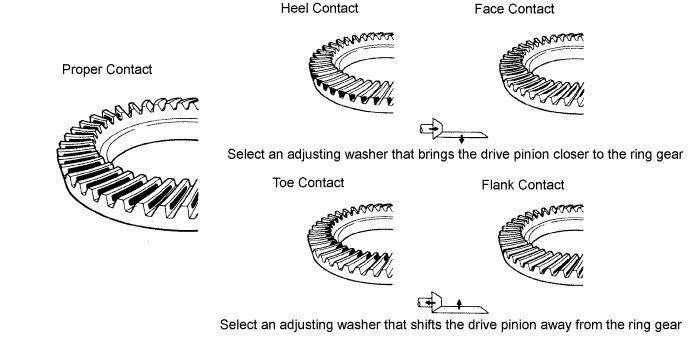 Proper Contact
Heel Contact
Face Contact
Select an adjusting washer that brings the drive pinion closer to the ring gear
Toe Contact
Flank Contact
Select an adjusting washer that shifts the drive pinion away from the ring gear